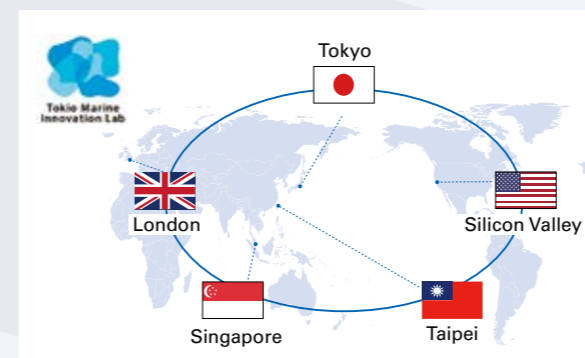 Tokyo
Tokio Marine
Innovation Lab
London
Silicon Valley
Singapore
Taipei